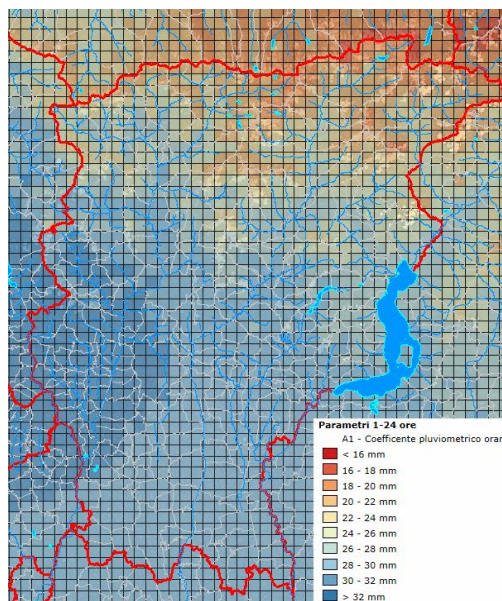 Parametri 1-24 ore
A1 - Coefficente pluviometrico orar
< 16 mm
16 - 18 mm
18 - 20 mm
20 - 22 mm
22 - 24 mm
24 - 26 mm
26 - 28 mm
28 - 30 mm
30 - 32 mm
> 32 mm